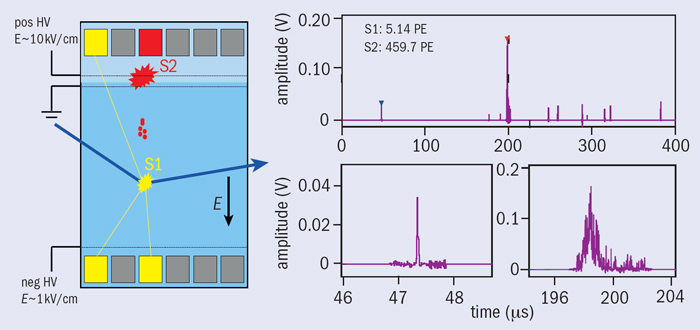 pos HV
E~10kV/cm
S2
S1
E
neg HV
E~1kV/cm
amplitude (V)
0.20
0.10
0
S1: 5.14 PE
S2: 459.7 PE
0 100 200 300 400
amplitude (V)
0.04
0.02
0
46 47 48
0.2
0.1
0
196 200 204
time (μs)